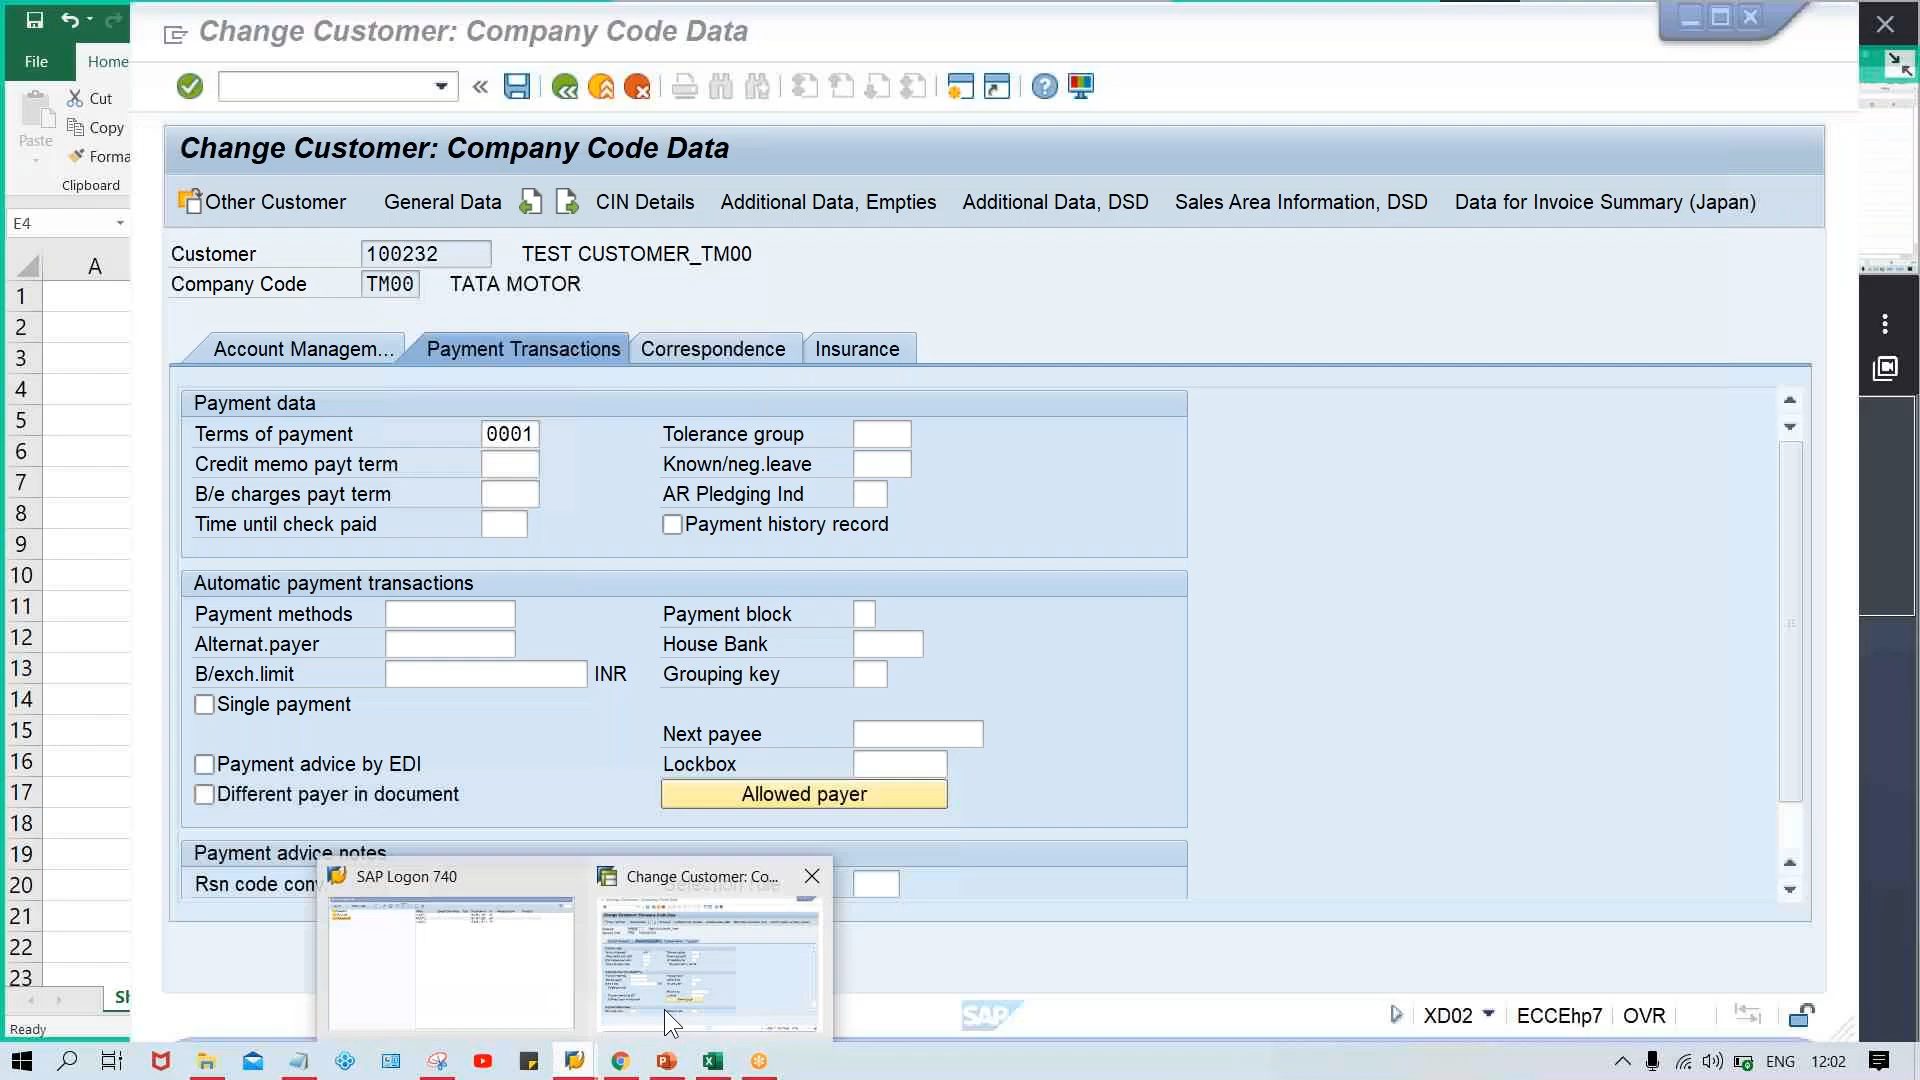 Change Customer: Company Code Data
File Home
Cut
Copy
Paste
Forma
Clipboard
E4
A
1
2
3
4
5
6
7
8
9
10
11
12
13
14
15
16
17
18
19
20
21
22
23
Sh
Ready
Change Customer: Company Code Data
Other Customer General Data CIN Details Additional Data, Empties Additional Data, DSD Sales Area Information, DSD Data for Invoice Summary (Japan)
Customer 100232 TEST CUSTOMER_TM00
Company Code TM00 TATA MOTOR
Account Managem... Payment Transactions Correspondence Insurance
Payment data
Terms of payment 0001 Tolerance group
Credit memo payt term Known/neg.leave
B/e charges payt term AR Pledging Ind
Time until check paid Payment history record
Automatic payment transactions
Payment methods Payment block
Alternat.payer House Bank
B/exch.limit INR Grouping key
Single payment
Next payee
Payment advice by EDI Lockbox
Different payer in document Allowed payer
Payment advice notes
Rsn code conv Selection rule
SAP Logon 740 Change Customer: Co...
SAP XD02 ECCEhp7 OVR
ENG 12:02